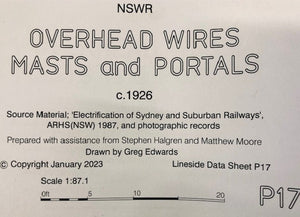 NSWR
OVERHEAD WIRES
MASTS and PORTALS
c.1926
Source Material; 'Electrification of Sydney and Suburban Railways',
ARHS(NSW) 1987, and photographic records
Prepared with assistance from Stephen Halgren and Matthew Moore
Drawn by Greg Edwards
© Copyright January 2023 Lineside Data Sheet P17
Scale 1:87.1
0ft 5 10 20
P17